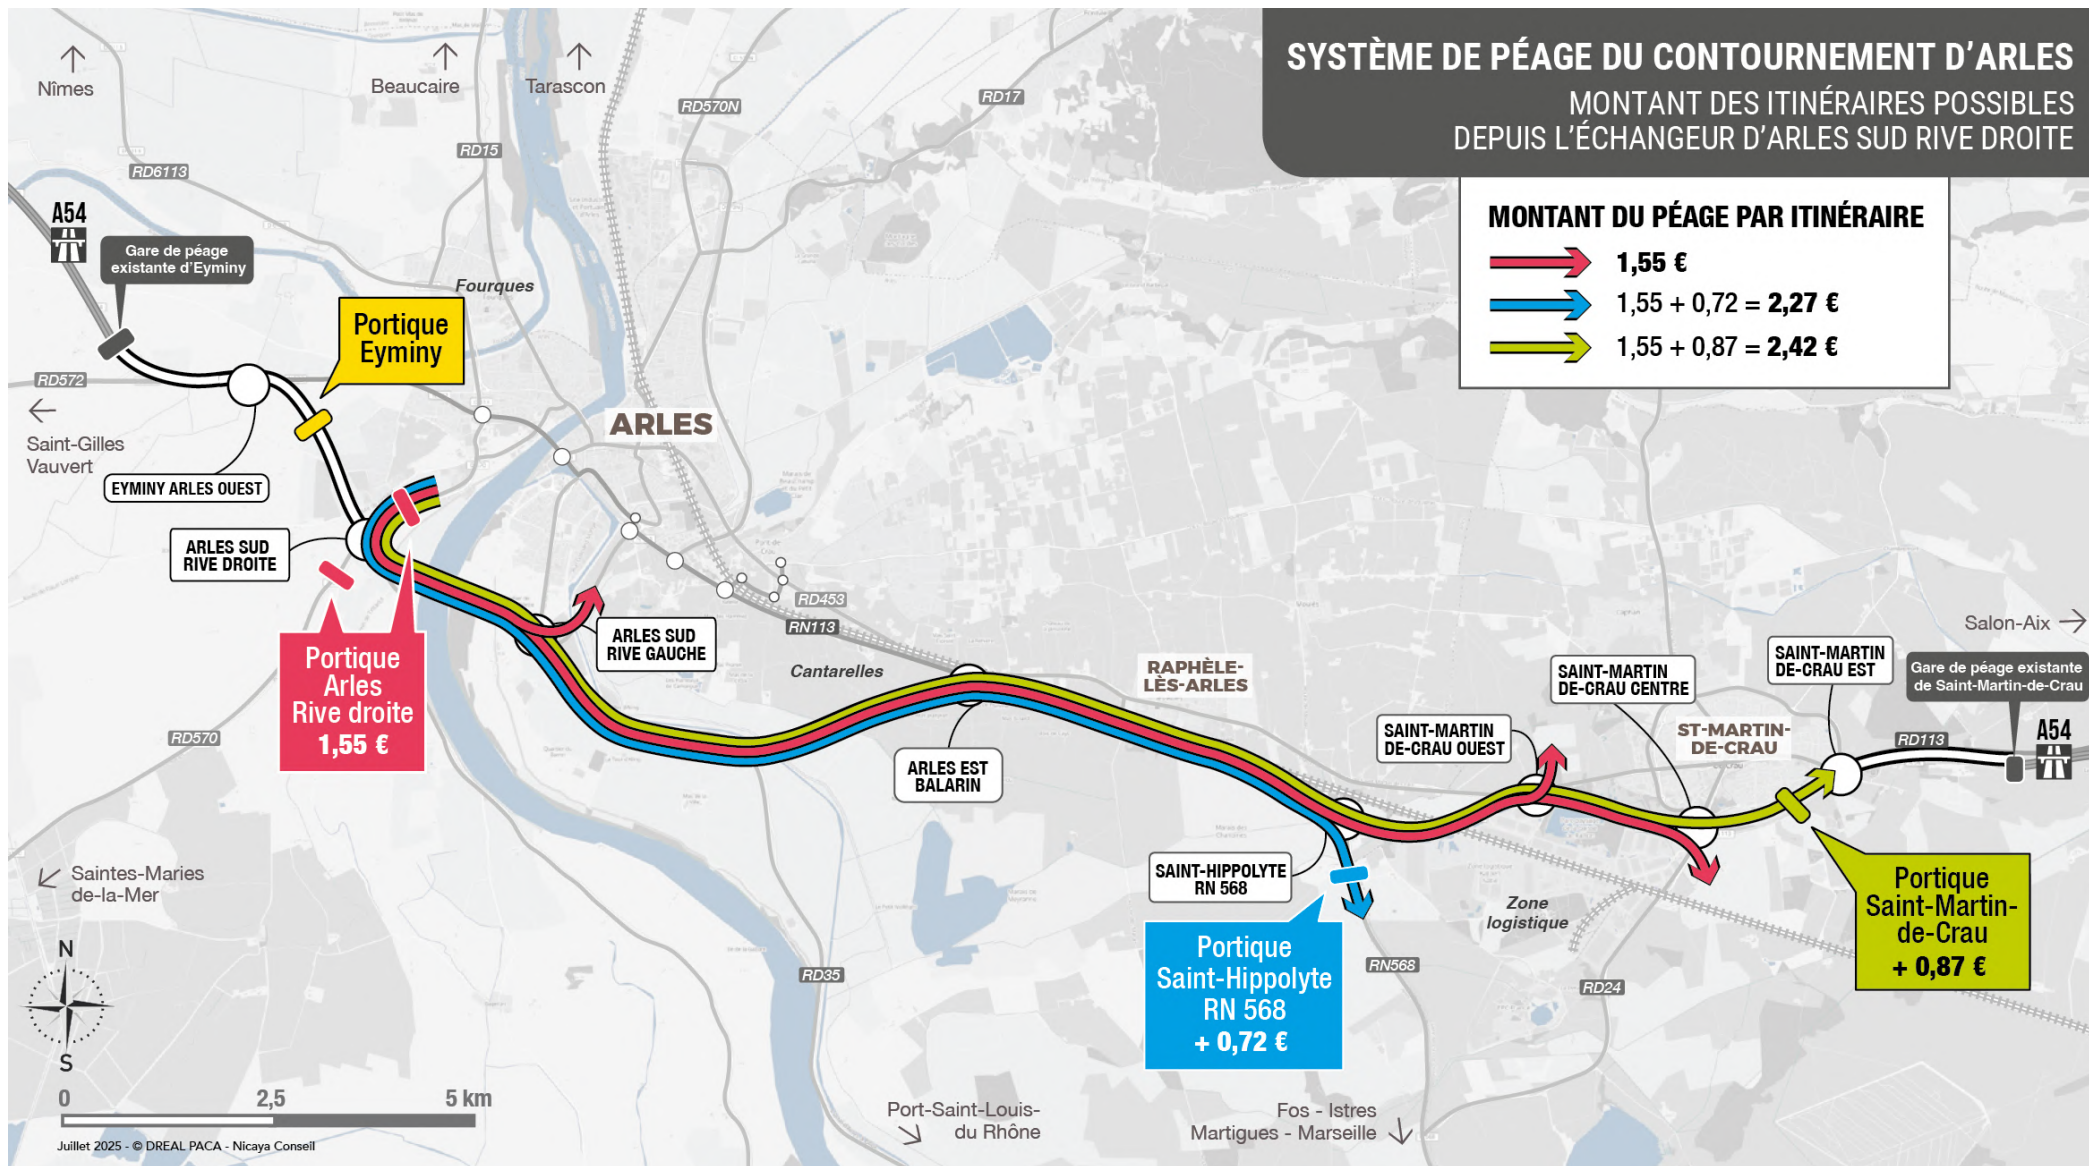 SYSTÈME DE PÉAGE DU CONTOURNEMENT D'ARLES
MONTANT DES ITINÉRAIRES POSSIBLES
DEPUIS L'ÉCHANGEUR D'ARLES SUD RIVE DROITE
MONTANT DU PÉAGE PAR ITINÉRAIRE
1,55 €
1,55 + 0,72 = 2,27 €
1,55 + 0,87 = 2,42 €
Nîmes
Beaucaire
Tarascon
RD570N
RD17
RD15
RD6113
A54
Gare de péage
existante d'Eyminy
Fourques
Portique
Eyminy
RD572
Saint-Gilles
Vauvert
ARLES
EYMINY ARLES OUEST
ARLES SUD
RIVE DROITE
RD453
RN113
ARLES SUD
RIVE GAUCHE
Cantarelles
Portique
Arles
Rive droite
1,55 €
RD570
RAPHÈLE-
LÈS-ARLES
ARLES EST
BALARIN
SAINT-MARTIN
DE-CRAU OUEST
SAINT-MARTIN
DE-CRAU CENTRE
ST-MARTIN-
DE-CRAU
SAINT-MARTIN
DE-CRAU EST
Salon-Aix
Gare de péage existante
de Saint-Martin-de-Crau
RD113
A54
SAINT-HIPPOLYTE
RN 568
Portique
Saint-Hippolyte
RN 568
+ 0,72 €
Zone
logistique
RN568
RD24
Portique
Saint-Martin-
de-Crau
+ 0,87 €
Saintes-Maries
de-la-Mer
RD35
N
S
0 2,5 5 km
Port-Saint-Louis-
du Rhône
Fos - Istres
Martigues - Marseille
Juillet 2025 - © DREAL PACA - Nicaya Conseil